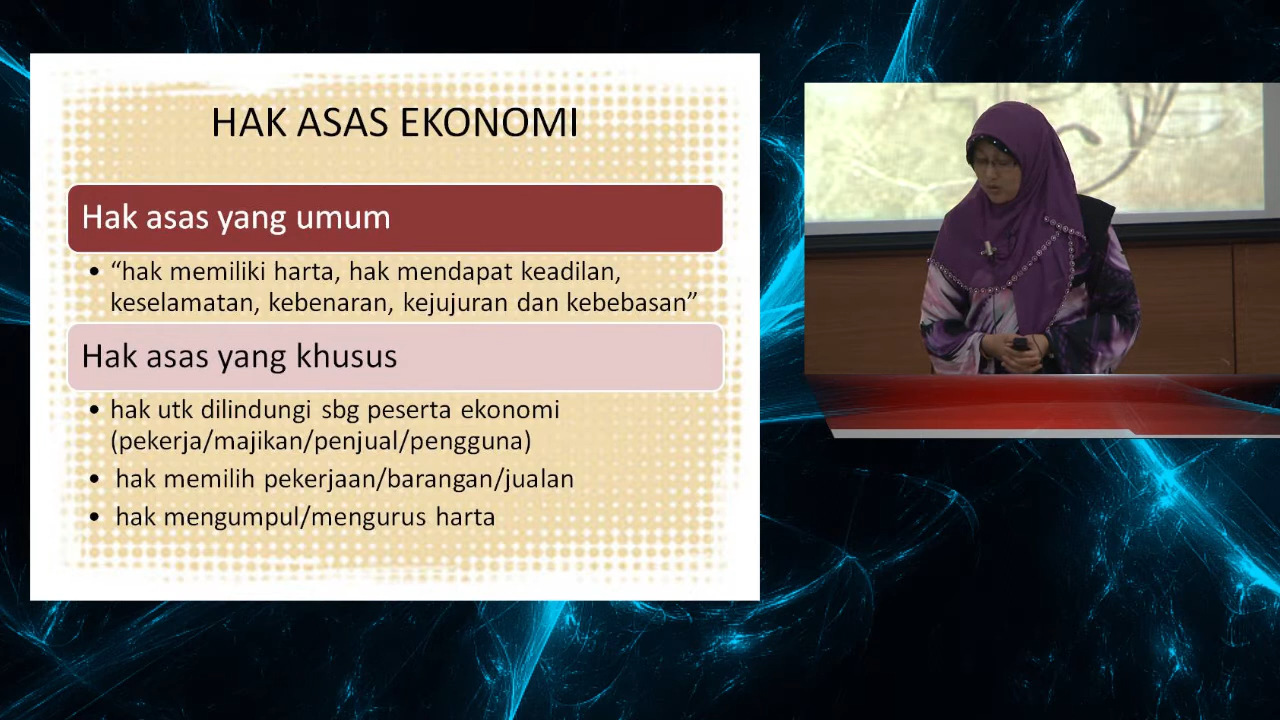 HAK ASAS EKONOMI
Hak asas yang umum
• “hak memiliki harta, hak mendapat keadilan,
keselamatan, kebenaran, kejujuran dan kebebasan”
Hak asas yang khusus
• hak utk dilindungi sbg peserta ekonomi
(pekerja/majikan/penjual/pengguna)
• hak memilih pekerjaan/barangan/jualan
• hak mengumpul/mengurus harta